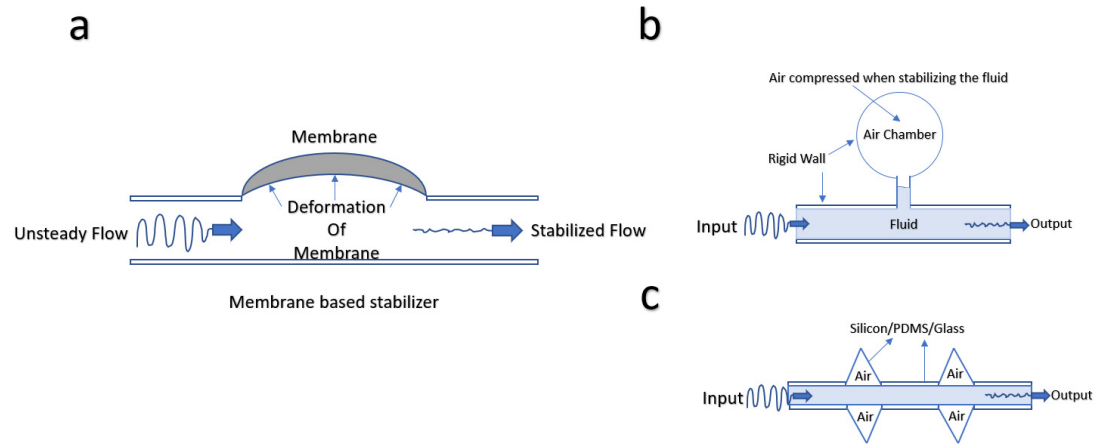 a
Membrane
Deformation
Of
Membrane
Unsteady Flow
Stabilized Flow
Membrane based stabilizer
b
Air compressed when stabilizing the fluid
Air Chamber
Rigid Wall
Input
Fluid
Output
c
Silicon/PDMS/Glass
Air
Air
Input
Output
Air
Air